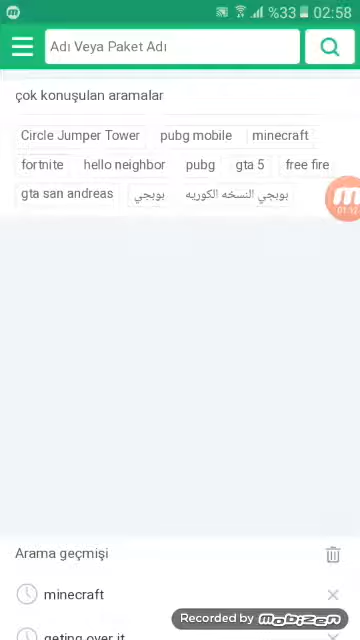 %33 02:58
Adı Veya Paket Adı
çok konuşulan aramalar
Circle Jumper Tower pubg mobile minecraft
fortnite hello neighbor pubg gta 5 free fire
gta san andreas بوبجي بوبجي النسخه الكوريه
Arama geçmişi
minecraft
geting over it
Recorded by mobizen